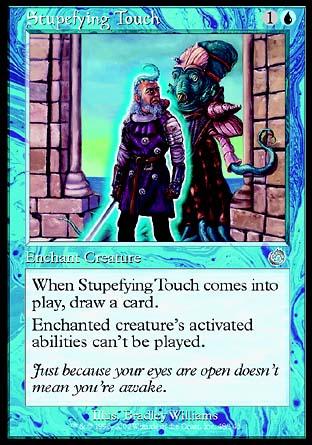 Stupefying Touch 1
Enchant Creature
When Stupefying Touch comes into
play, draw a card.
Enchanted creature's activated
abilities can't be played.
Just because your eyes are open doesn't
mean you're awake.
Illus. Bradley Williams